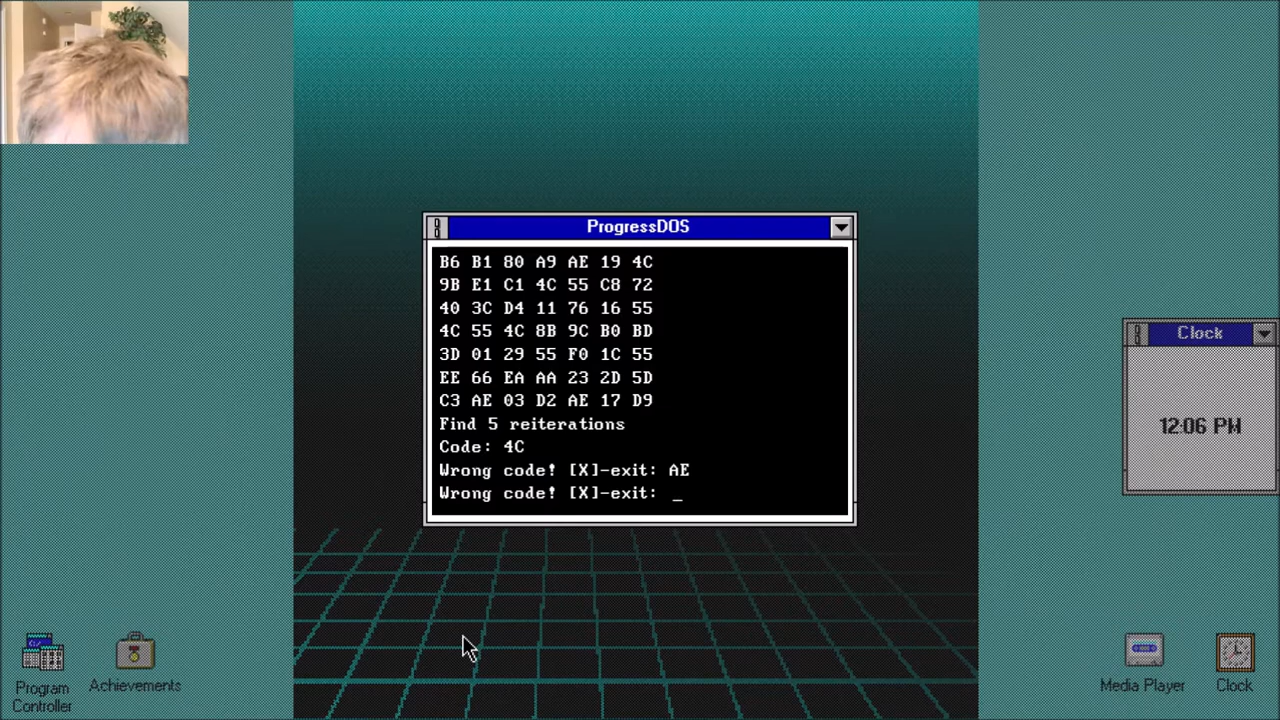 ProgressDOS
B6 B1 80 A9 AE 19 4C
9B E1 C1 4C 55 C8 72
40 3C D4 11 76 16 55
4C 55 4C 8B 9C B0 BD
3D 01 29 55 F0 1C 55
EE 66 EA AA 23 2D 5D
C3 AE 03 D2 AE 17 D9
Find 5 reiterations
Code: 4C
Wrong code! [X]-exit: AE
Wrong code! [X]-exit: _
Clock
12:06 PM
Program
Controller
Achievements
Media Player
Clock